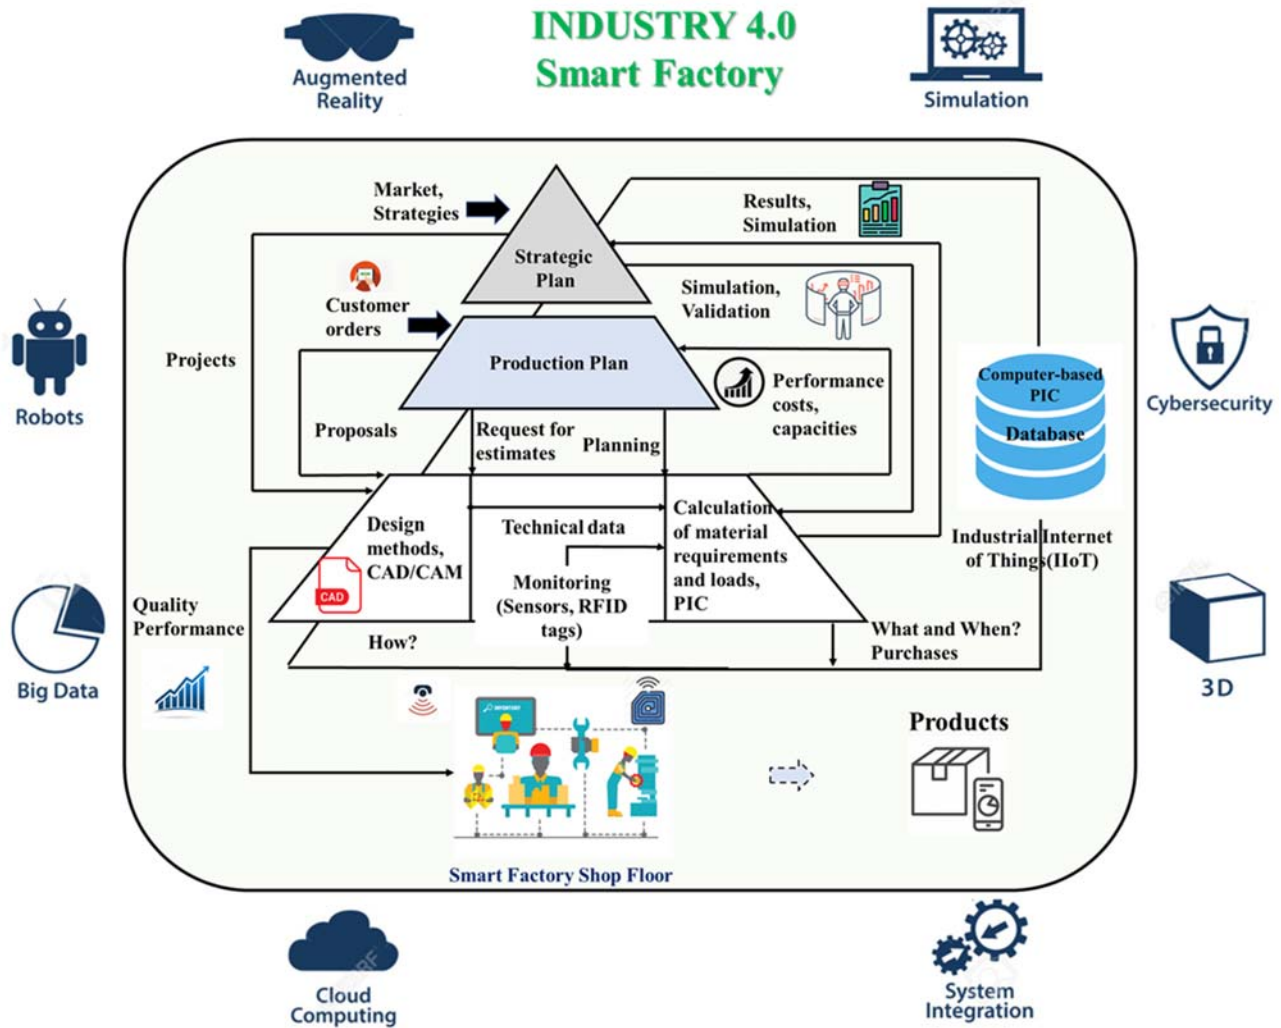 INDUSTRY 4.0
Smart Factory
Augmented
Reality
Simulation
Market,
Strategies
Results,
Simulation
Strategic
Plan
Simulation,
Validation
Customer
orders
Projects
Production Plan
Performance
costs,
capacities
Computer-based
PIC
Database
Robots
Cybersecurity
Proposals
Request for
estimates
Planning
Design
methods,
CAD/CAM
CAD
Technical data
Calculation
of material
requirements
and loads,
PIC
Industrial Internet
of Things(IIoT)
Monitoring
(Sensors, RFID
tags)
Quality
Performance
How?
What and When?
Purchases
Big Data
3D
INVENTORY
Products
Smart Factory Shop Floor
Cloud
Computing
System
Integration